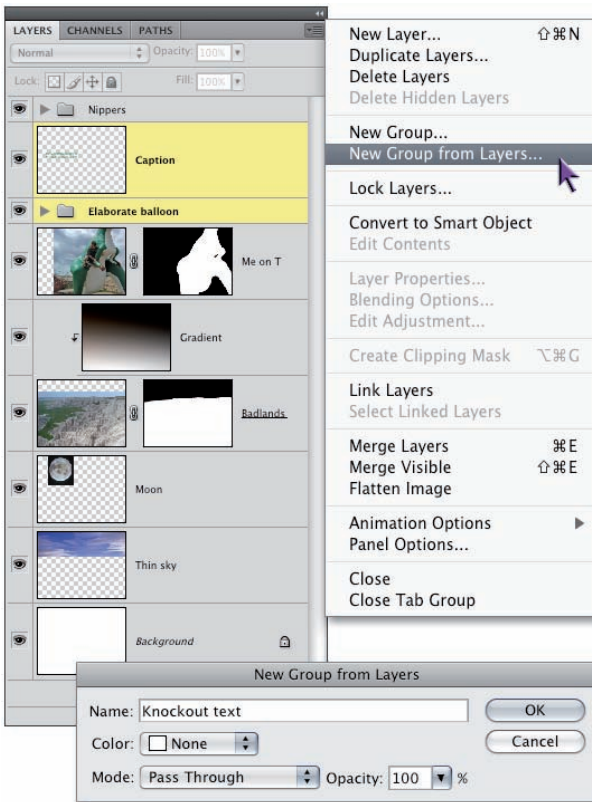 LAYERS CHANNELS PATHS
Normal Opacity: 100%
Lock: Fill: 100%
Nippers
Caption
Elaborate balloon
Me on T
Gradient
Badlands
Moon
Thin sky
Background
New Layer... ⇧⌘N
Duplicate Layers...
Delete Layers
Delete Hidden Layers
New Group...
New Group from Layers...
Lock Layers...
Convert to Smart Object
Edit Contents
Layer Properties...
Blending Options...
Edit Adjustment...
Create Clipping Mask ⌥⌘G
Link Layers
Select Linked Layers
Merge Layers ⌘E
Merge Visible ⇧⌘E
Flatten Image
Animation Options
Panel Options...
Close
Close Tab Group
New Group from Layers
Name: Knockout text OK
Color: None Cancel
Mode: Pass Through Opacity: 100 %